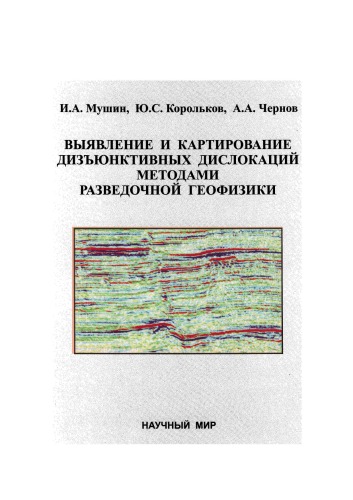 И.А. Мушин, Ю.С. Корольков, А.А. Чернов
ВЫЯВЛЕНИЕ И КАРТИРОВАНИЕ
ДИЗЪЮНКТИВНЫХ ДИСЛОКАЦИЙ
МЕТОДАМИ
РАЗВЕДОЧНОЙ ГЕОФИЗИКИ
НАУЧНЫЙ МИР